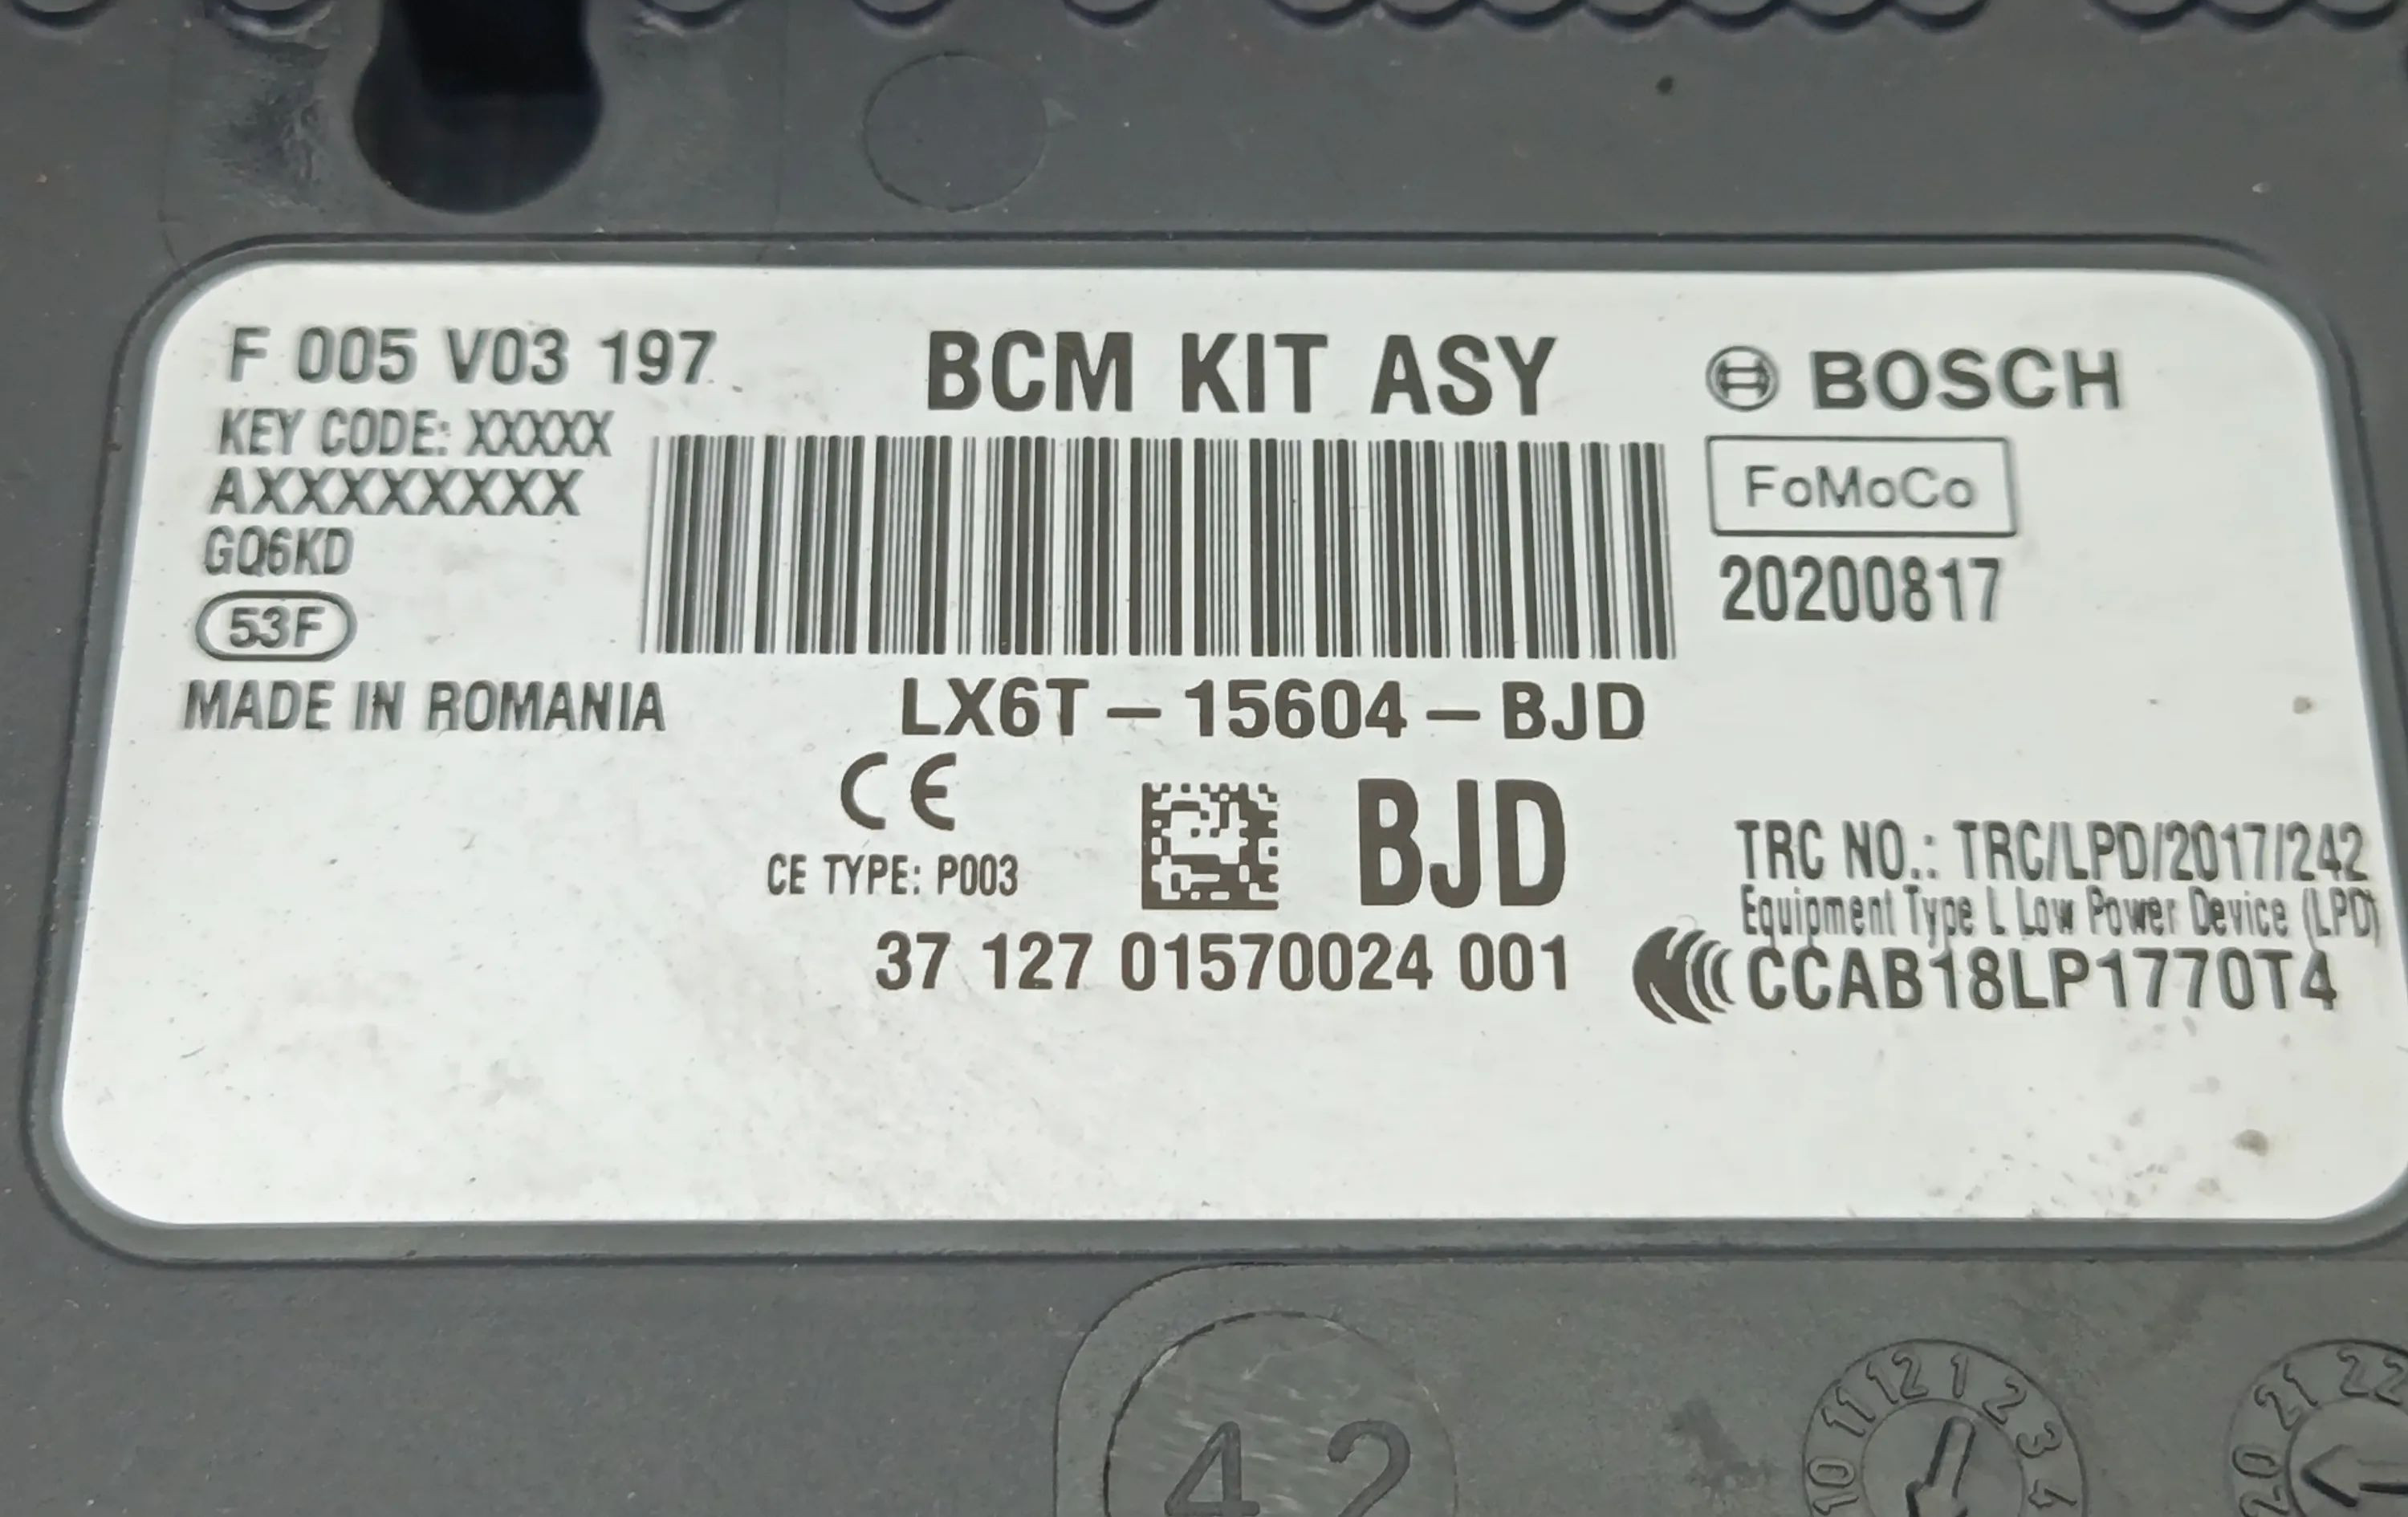 F 005 V03 197
BCM KIT ASY
BOSCH
KEY CODE: XXXXX
AXXXXXXXXX
GQ6KD
53F
FoMoCo
20200817
MADE IN ROMANIA
LX6T – 15604 – BJD
CE
CE TYPE: P003
BJD
TRC NO.: TRC/LPD/2017/242
Equipment Type L Low Power Device (LPD)
37 127 01570024 001
CCAB18LP1770T4
42
10 11 12 1 2 3 4
20 21 22